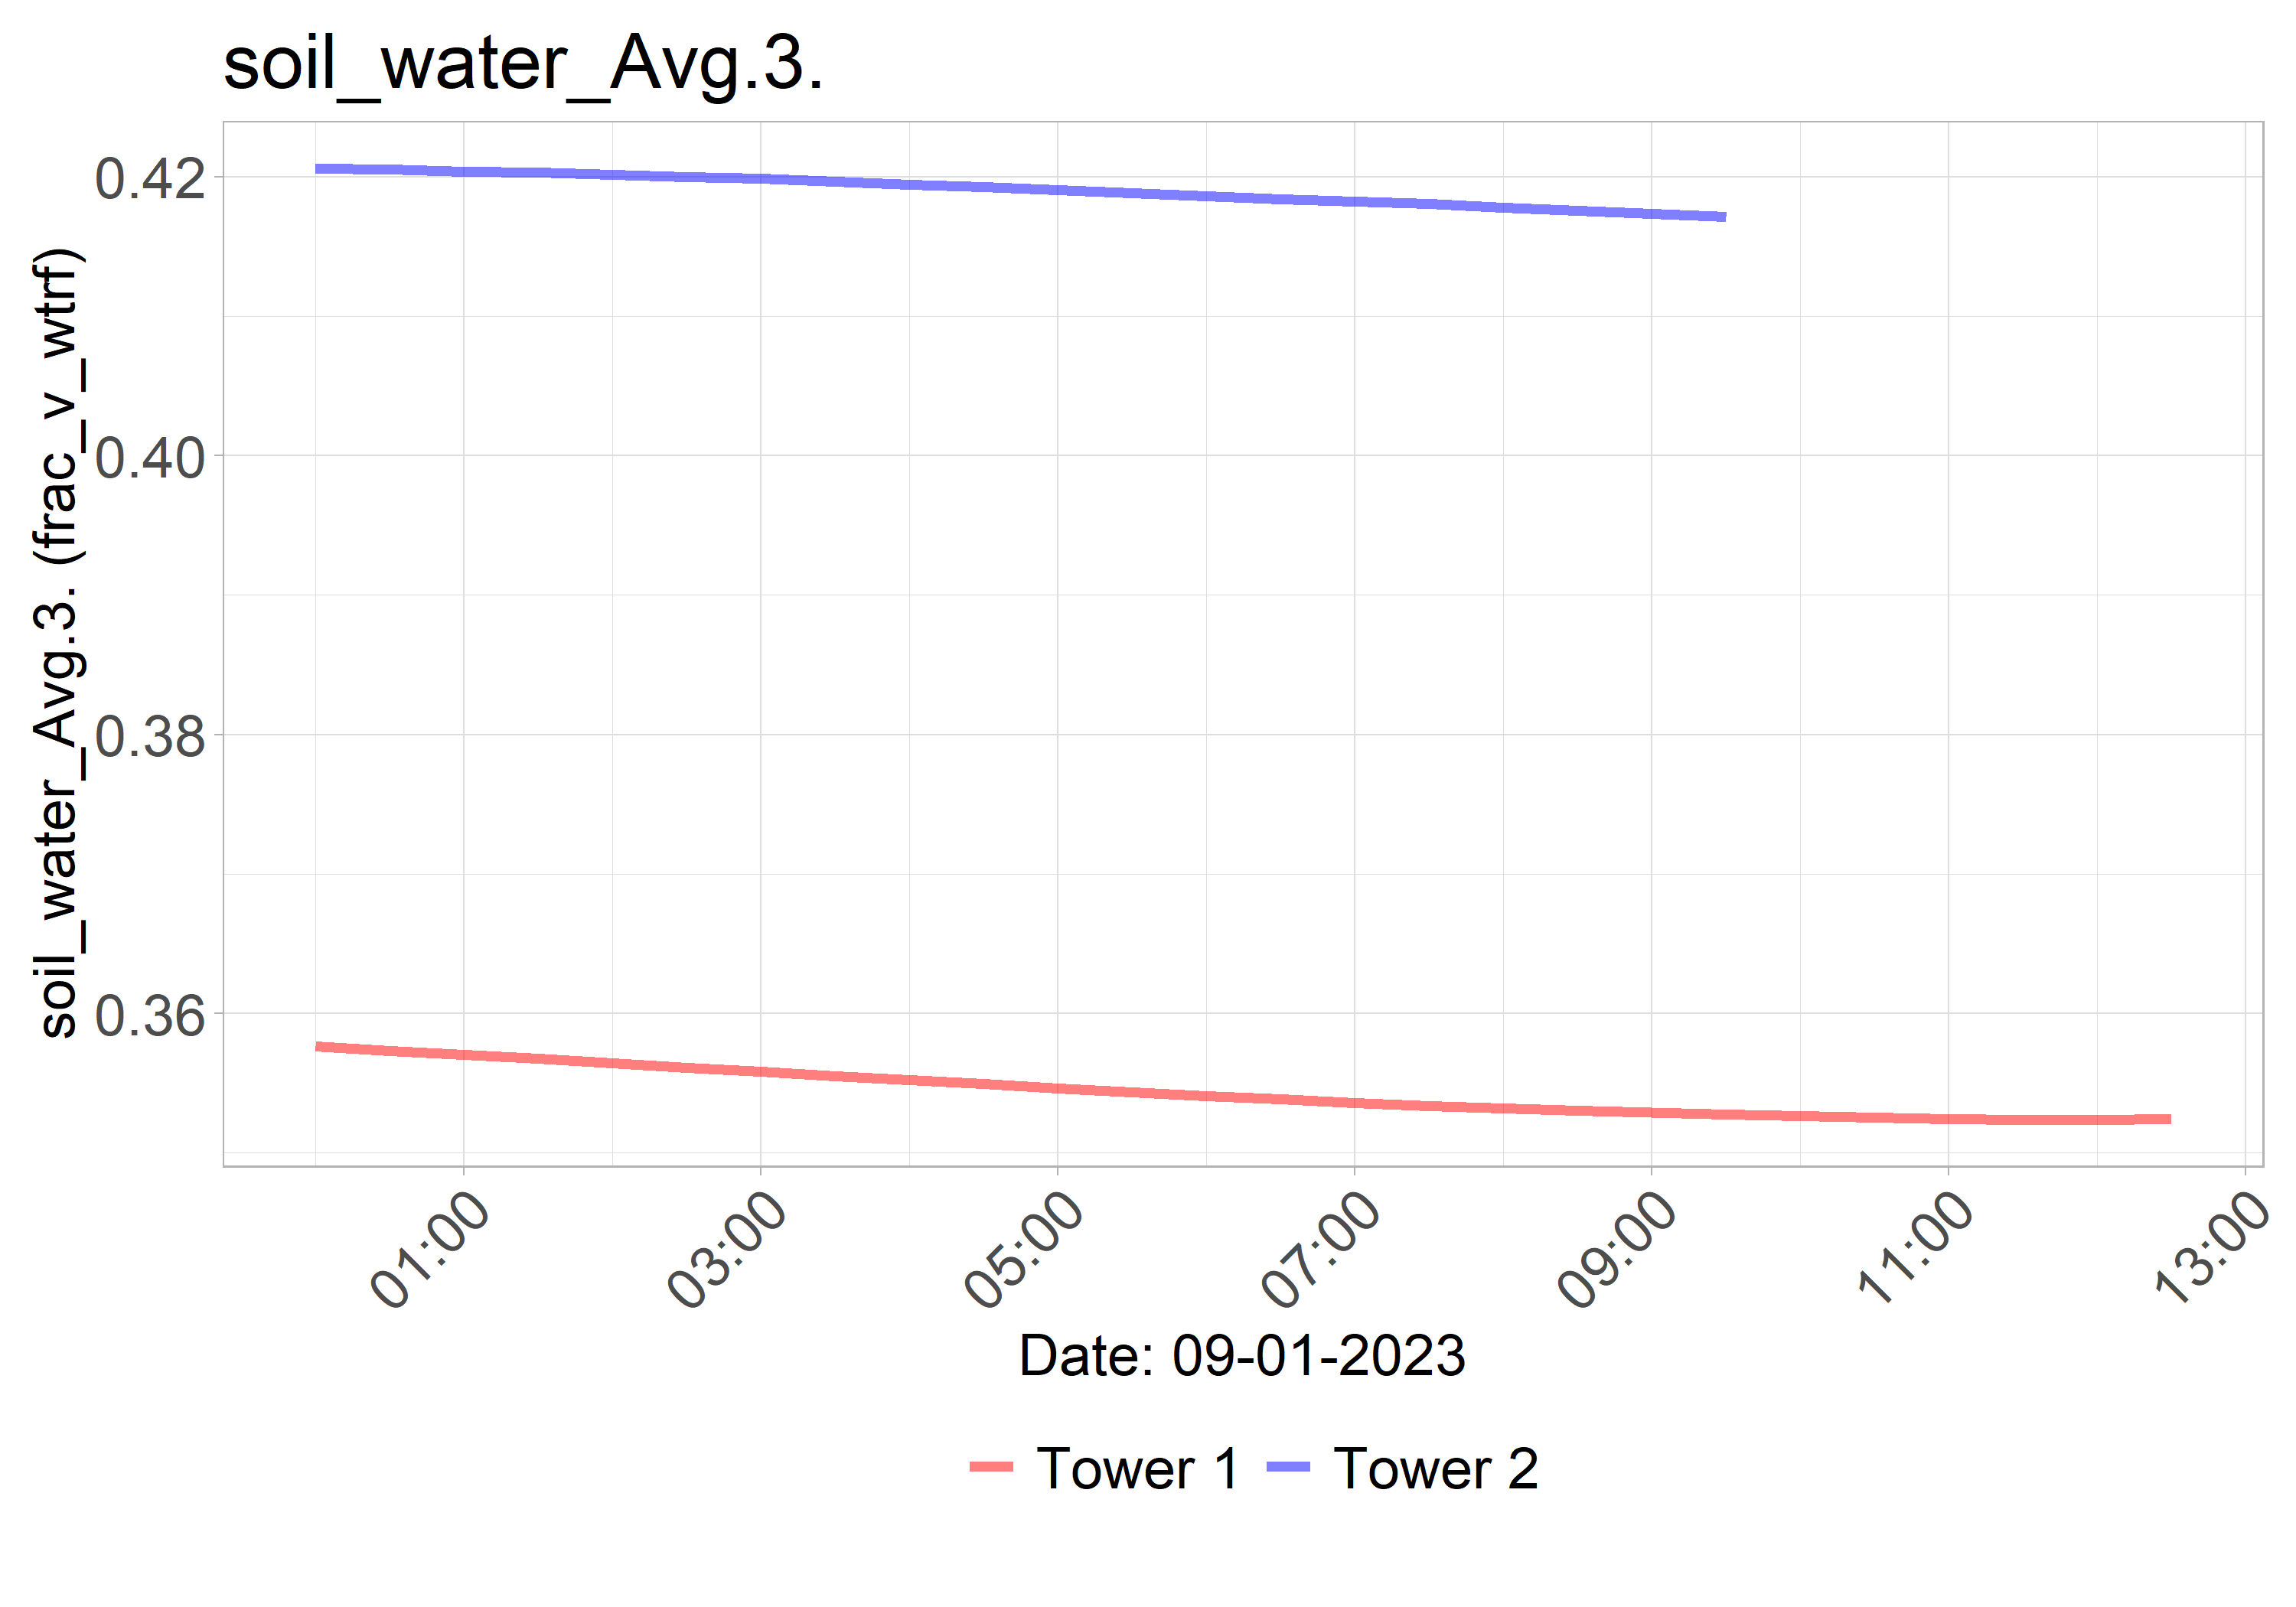 soil_water_Avg.3.
soil_water_Avg.3. (frac_v_wtrf)
0.42
0.40
0.38
0.36
01:00
03:00
05:00
07:00
09:00
11:00
13:00
Date: 09-01-2023
Tower 1
Tower 2